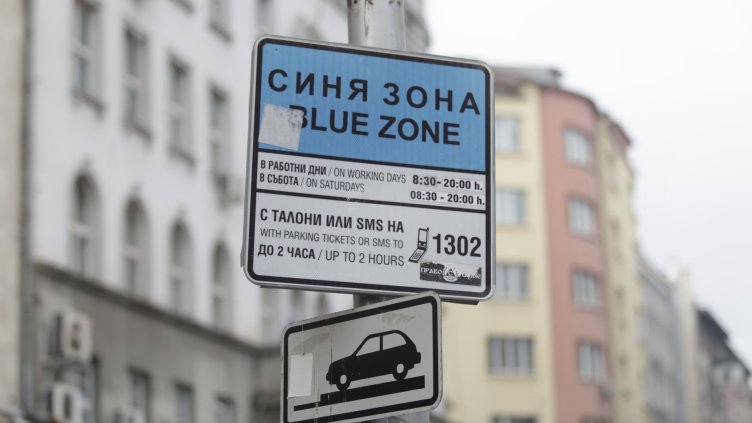 СИНЯ ЗОНА
BLUE ZONE
В РАБОТНИ ДНИ / ON WORKING DAYS 8:30-20:00 h.
В СЪБОТА / ON SATURDAYS 08:30-20:00 h.
С ТАЛОНИ ИЛИ SMS НА
WITH PARKING TICKETS OR SMS TO 1302
ДО 2 ЧАСА / UP TO 2 HOURS
ПРАВО